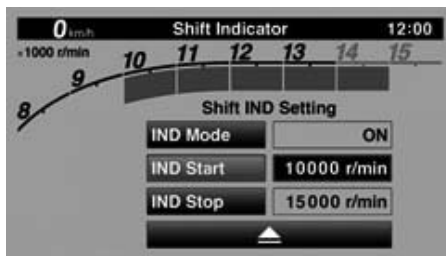 0 km/h Shift Indicator 12:00
×1000 r/min
8 9 10 11 12 13 14 15
Shift IND Setting
IND Mode ON
IND Start 10000 r/min
IND Stop 15000 r/min